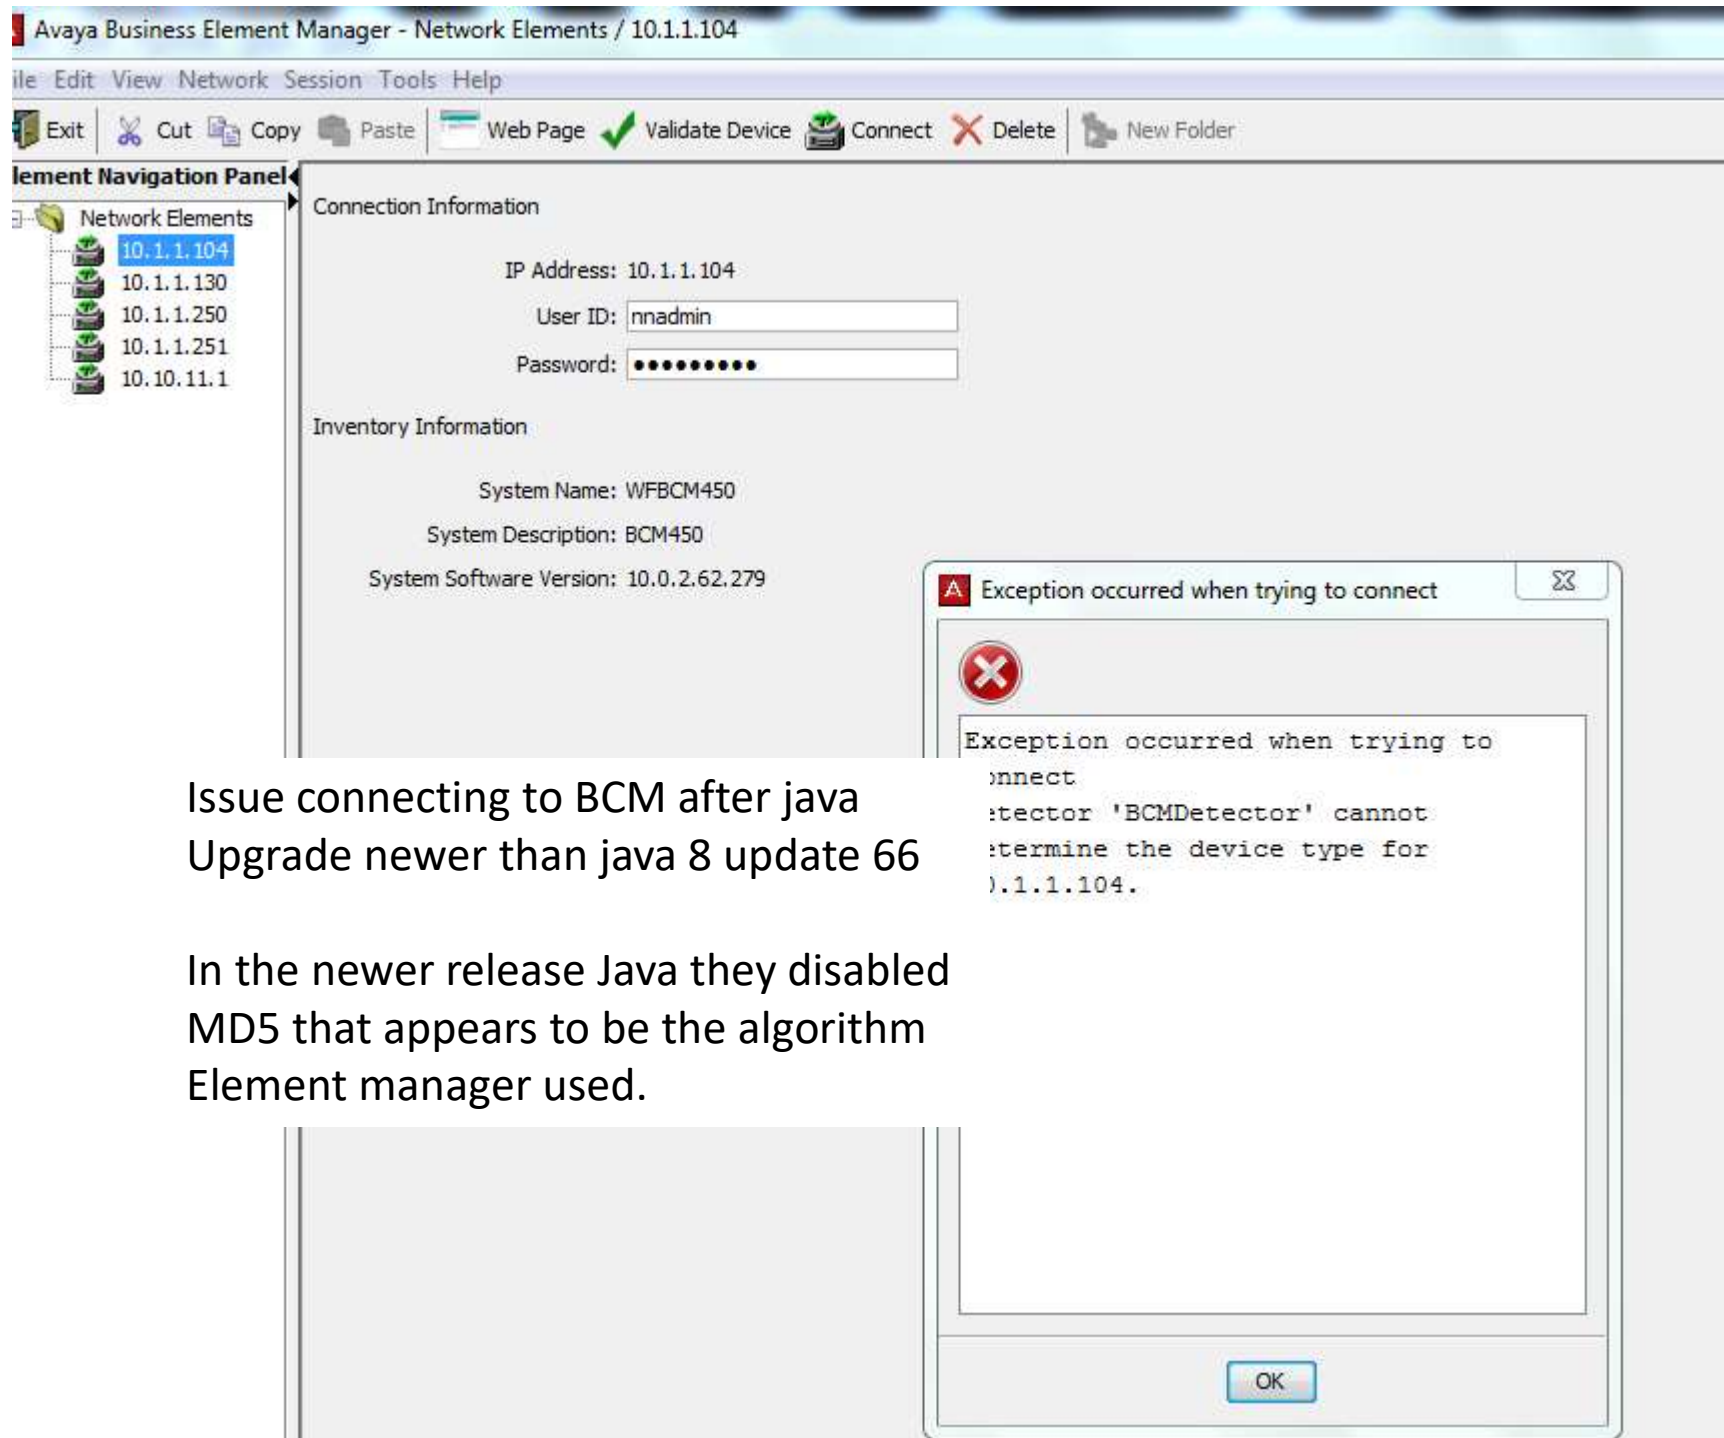 Avaya Business Element Manager - Network Elements / 10.1.1.104
ile Edit View Network Session Tools Help
Exit Cut Copy Paste Web Page Validate Device Connect Delete New Folder
lement Navigation Panel
Network Elements
10.1.1.104
10.1.1.130
10.1.1.250
10.1.1.251
10.10.11.1
Connection Information
IP Address: 10.1.1.104
User ID: nnadmin
Password: •••••••••
Inventory Information
System Name: WFBCM450
System Description: BCM450
System Software Version: 10.0.2.62.279
A Exception occurred when trying to connect
Exception occurred when trying to
onnect
etector 'BCMDetector' cannot
etermine the device type for
0.1.1.104.
OK
Issue connecting to BCM after java
Upgrade newer than java 8 update 66
In the newer release Java they disabled
MD5 that appears to be the algorithm
Element manager used.